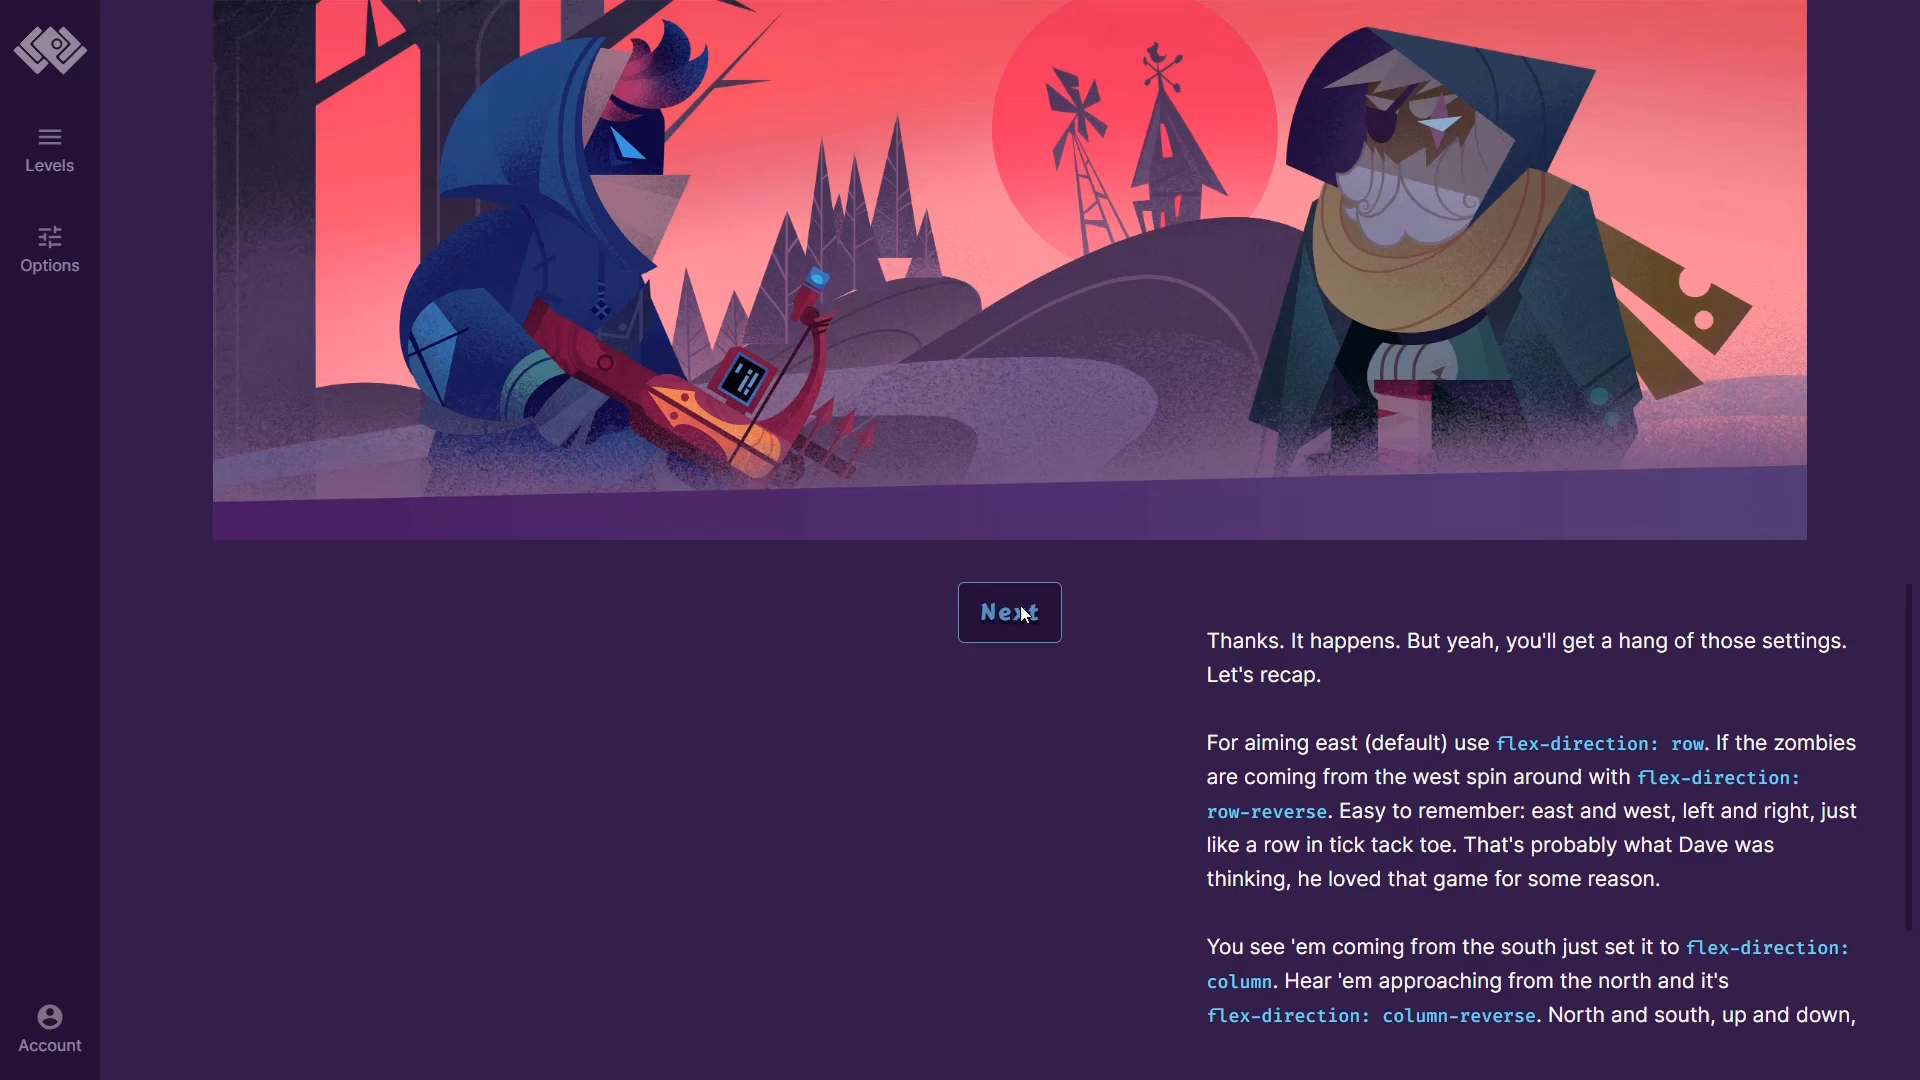 Levels
Options
Next
Thanks. It happens. But yeah, you'll get a hang of those settings.
Let's recap.
For aiming east (default) use flex-direction: row. If the zombies
are coming from the west spin around with flex-direction:
row-reverse. Easy to remember: east and west, left and right, just
like a row in tick tack toe. That's probably what Dave was
thinking, he loved that game for some reason.
You see 'em coming from the south just set it to flex-direction:
column. Hear 'em approaching from the north and it's
flex-direction: column-reverse. North and south, up and down,
Account